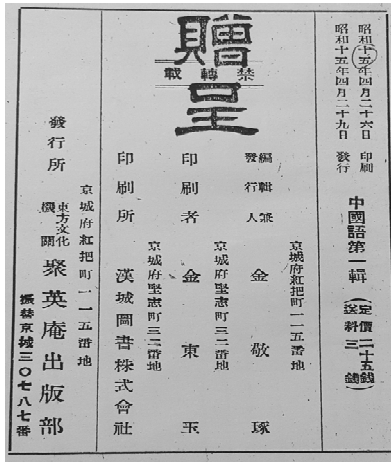 昭和十五年四月二十六日 印刷
昭和十五年四月二十九日 發行
中國語第一輯
(定價二十五錢
送料三錢)
贈呈
禁轉載
京城府紅把町一一五番地
編輯兼
發行人 金敬琢
京城府堅志町三二番地
印刷者 金東玉
京城府堅志町三二番地
印刷所 漢城圖書株式會社
京城府紅把町一一五番地
發行所 東方文化
機關 聚英庵出版部
振替京城三〇七八七番